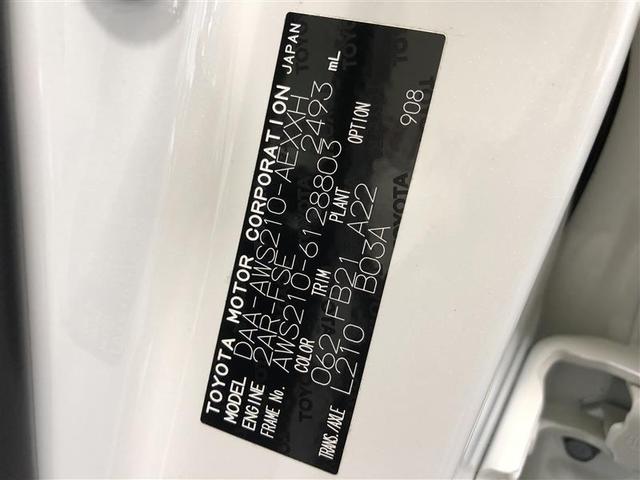 TOYOTA MOTOR CORPORATION JAPAN
MODEL DAA-AWS210-AEXXH
ENGINE 2AR-FSE 2493 mL
FRAME No. AWS210-6128803
COLOR TRIM PLANT OPTION
062 FB21 A22
TRANS./AXLE L210 B03A
908